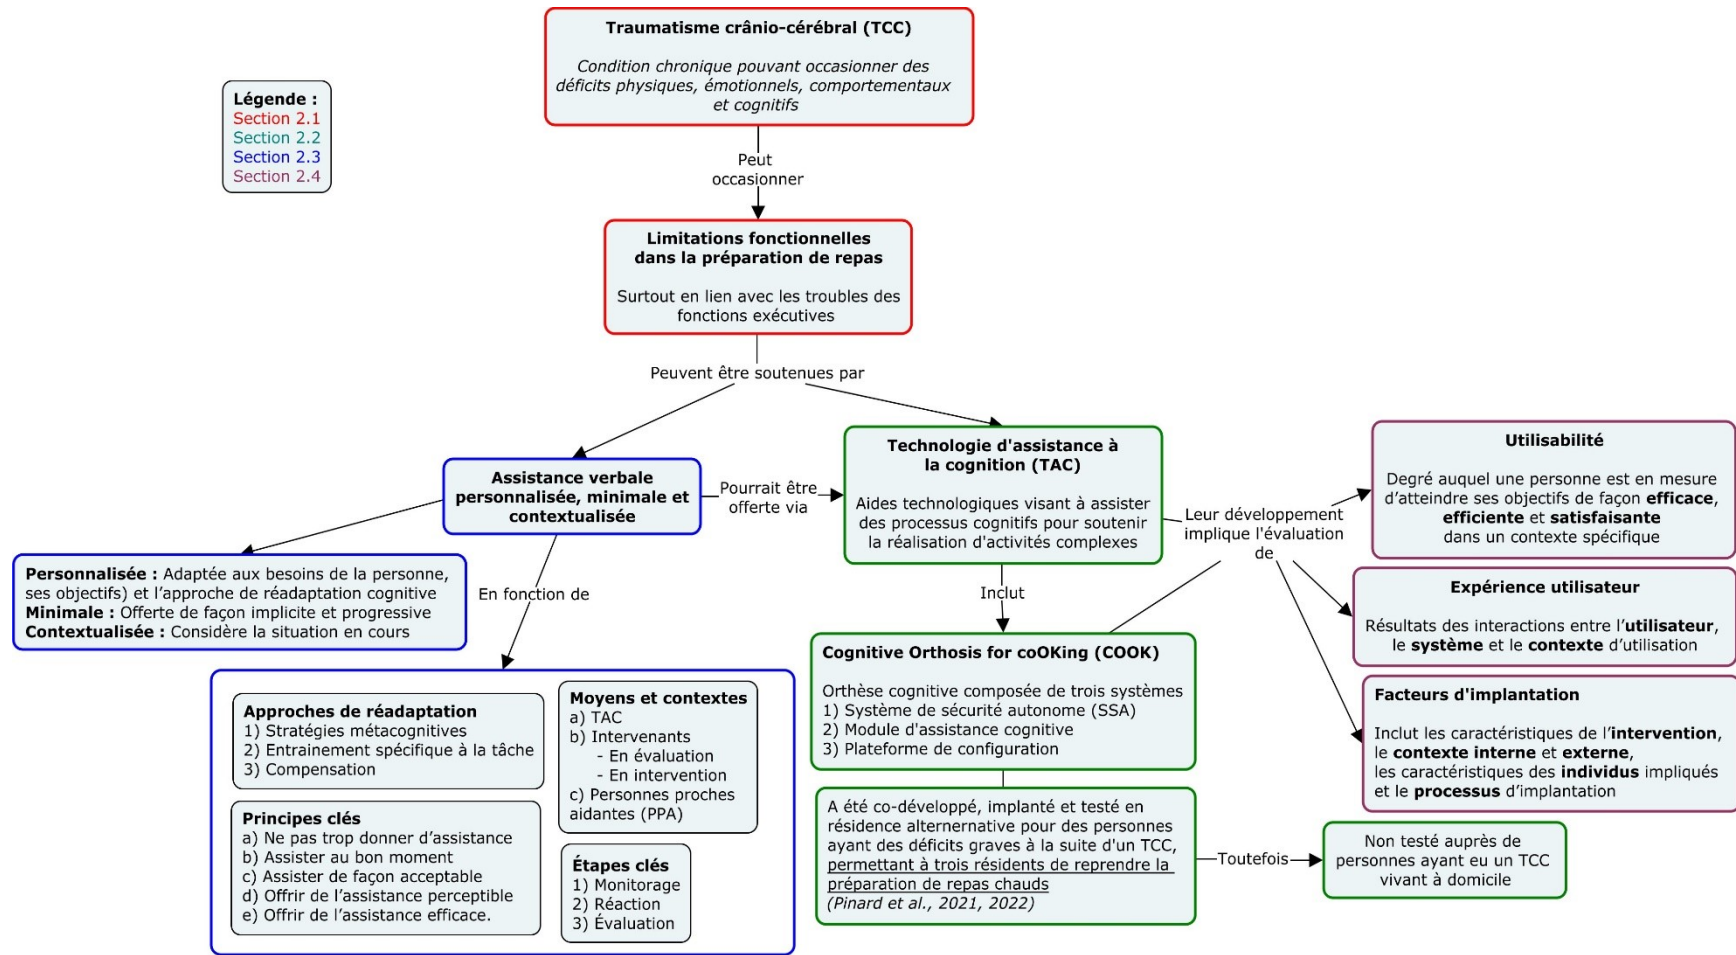 Traumatisme crânio-cérébral (TCC)
Condition chronique pouvant occasionner des
déficits physiques, émotionnels, comportementaux
et cognitifs
Légende :
Section 2.1
Section 2.2
Section 2.3
Section 2.4
Peut
occasionner
Limitations fonctionnelles
dans la préparation de repas
Surtout en lien avec les troubles des
fonctions exécutives
Peuvent être soutenues par
Assistance verbale
personnalisée, minimale et
contextualisée
Pourrait être
offerte via
Technologie d'assistance à
la cognition (TAC)
Aides technologiques visant à assister
des processus cognitifs pour soutenir
la réalisation d'activités complexes
Leur développement
implique l'évaluation
de
Utilisabilité
Degré auquel une personne est en mesure
d’atteindre ses objectifs de façon efficace,
efficiente et satisfaisante
dans un contexte spécifique
Expérience utilisateur
Résultats des interactions entre l’utilisateur,
le système et le contexte d’utilisation
Facteurs d'implantation
Inclut les caractéristiques de l’intervention,
le contexte interne et externe,
les caractéristiques des individus impliqués
et le processus d’implantation
Personnalisée : Adaptée aux besoins de la personne,
ses objectifs) et l’approche de réadaptation cognitive
Minimale : Offerte de façon implicite et progressive
Contextualisée : Considère la situation en cours
En fonction de
Inclut
Cognitive Orthosis for coOKing (COOK)
Orthèse cognitive composée de trois systèmes
1) Système de sécurité autonome (SSA)
2) Module d'assistance cognitive
3) Plateforme de configuration
Approches de réadaptation
1) Stratégies métacognitives
2) Entrainement spécifique à la tâche
3) Compensation
Principes clés
a) Ne pas trop donner d’assistance
b) Assister au bon moment
c) Assister de façon acceptable
d) Offrir de l’assistance perceptible
e) Offrir de l’assistance efficace.
Moyens et contextes
a) TAC
b) Intervenants
- En évaluation
- En intervention
c) Personnes proches
aidantes (PPA)
Étapes clés
1) Monitorage
2) Réaction
3) Évaluation
A été co-développé, implanté et testé en
résidence alternernative pour des personnes
ayant des déficits graves à la suite d'un TCC,
permettant à trois résidents de reprendre la
préparation de repas chauds
(Pinard et al., 2021, 2022)
Toutefois
Non testé auprès de
personnes ayant eu un TCC
vivant à domicile